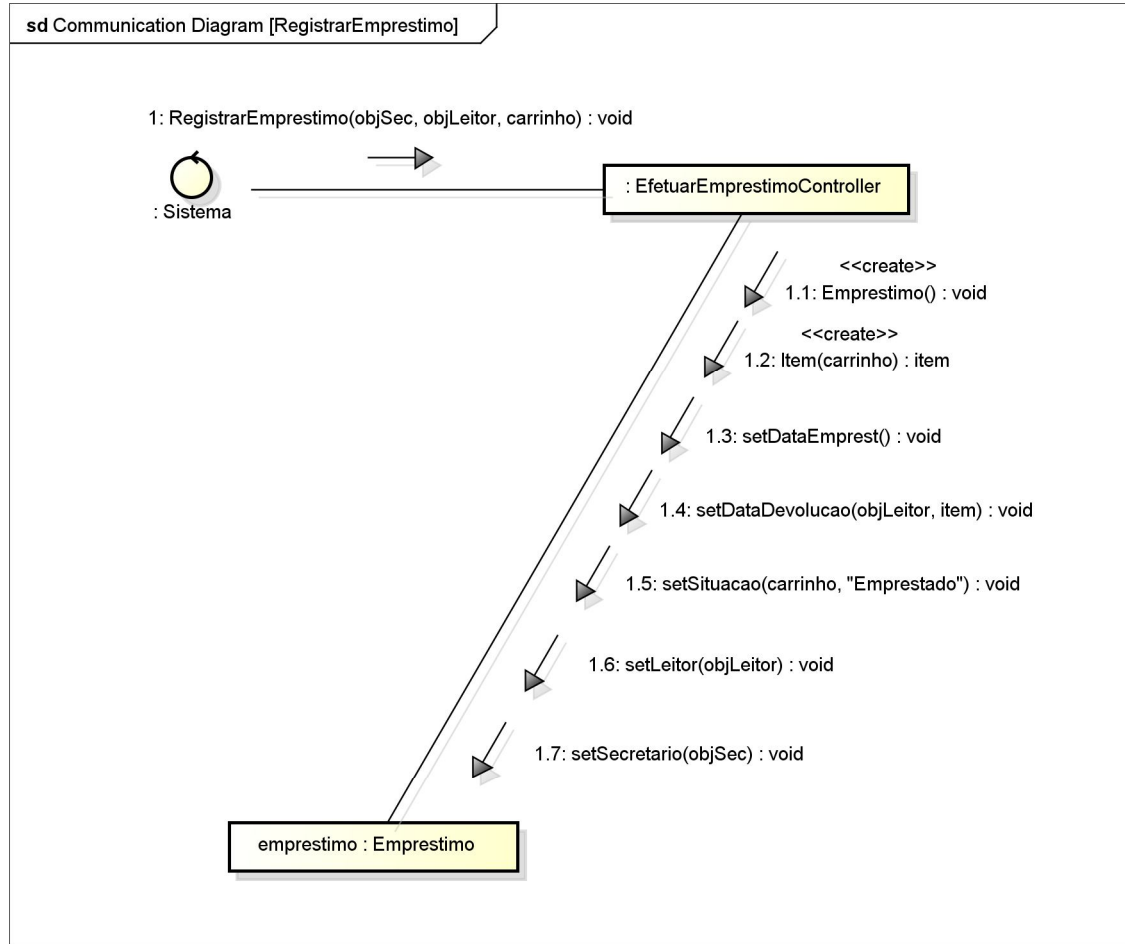 sd Communication Diagram [RegistrarEmprestimo]
1: RegistrarEmprestimo(objSec, objLeitor, carrinho) : void
: Sistema
: EfetuarEmprestimoController
<<create>>
1.1: Emprestimo() : void
<<create>>
1.2: Item(carrinho) : item
1.3: setDataEmprest() : void
1.4: setDataDevolucao(objLeitor, item) : void
1.5: setSituacao(carrinho, "Emprestado") : void
1.6: setLeitor(objLeitor) : void
1.7: setSecretario(objSec) : void
emprestimo : Emprestimo